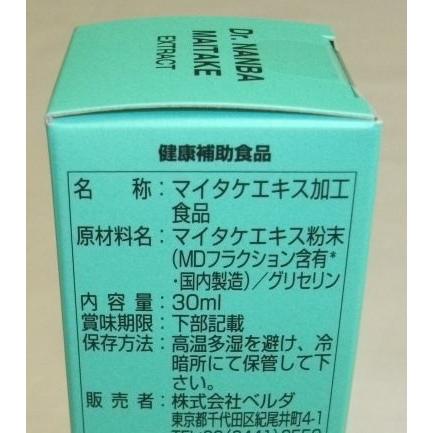 Dr. NANBA
MAITAKE
EXTRACT
健康補助食品
名　　称：マイタケエキス加工
食品
原材料名：マイタケエキス粉末
(MDフラクション含有*
・国内製造)／グリセリン
内 容 量：30ml
賞味期限：下部記載
保存方法：高温多湿を避け、冷
暗所にて保管して下
さい。
販 売 者：株式会社ベルダ
東京都千代田区紀尾井町4-1